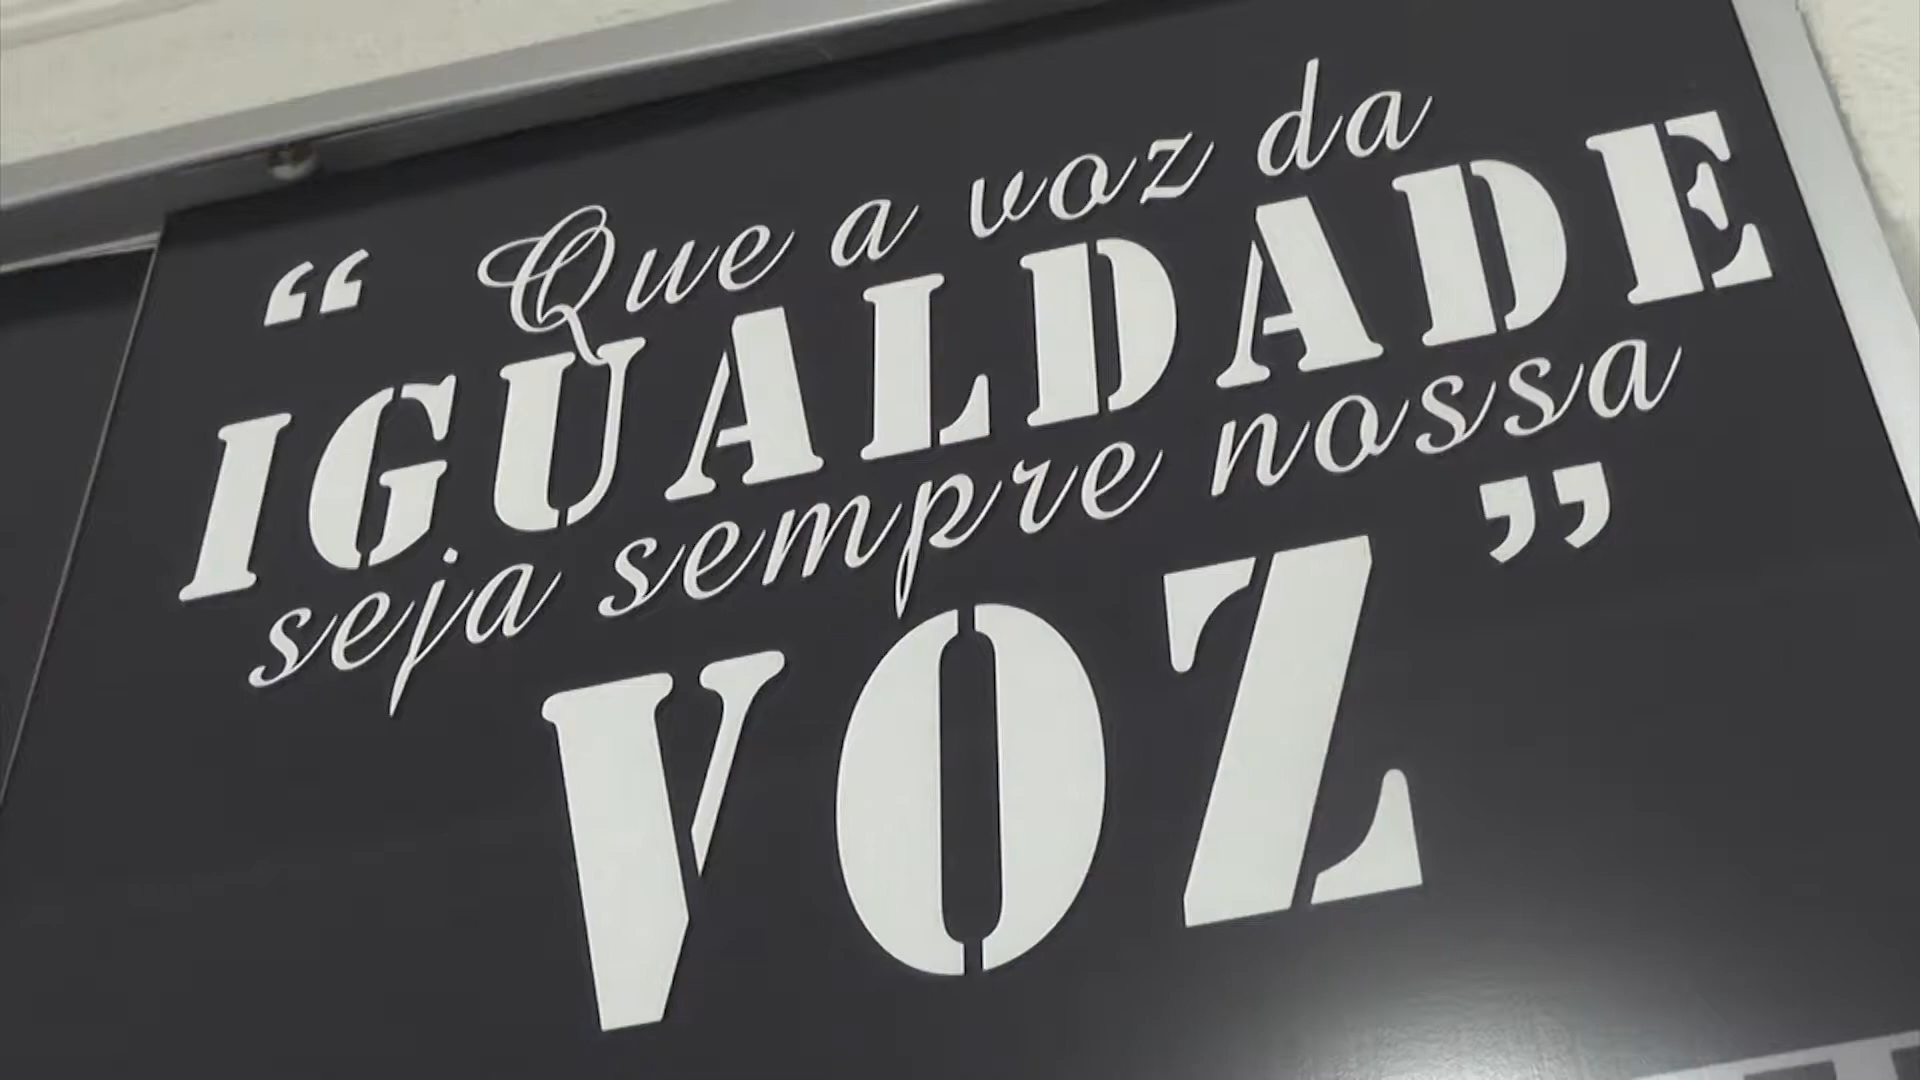 “ Que a voz da
IGUALDADE
seja sempre nossa
VOZ ”